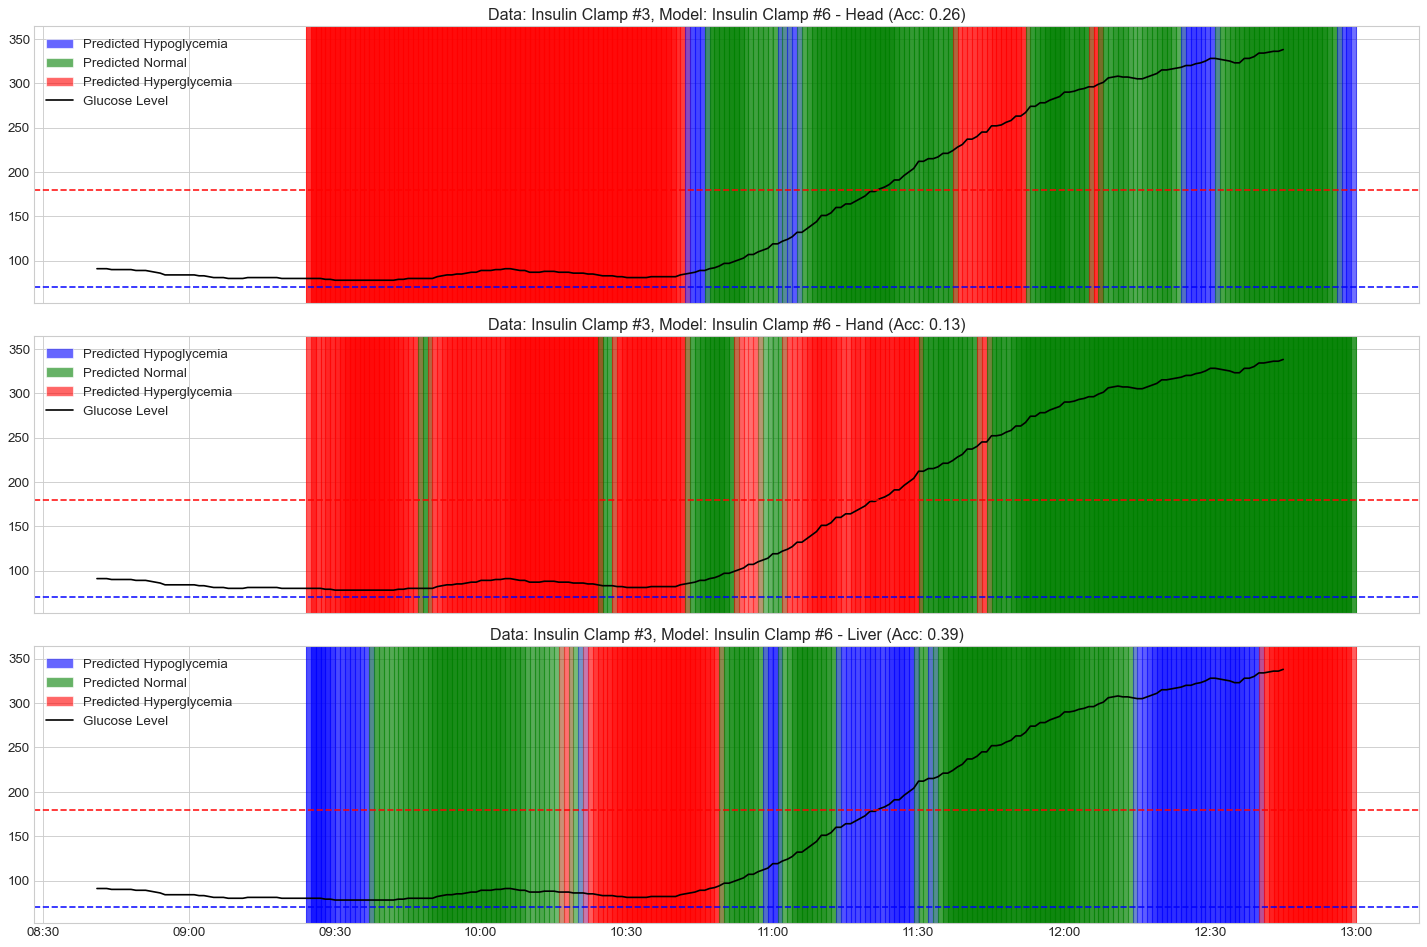 Data: Insulin Clamp #3, Model: Insulin Clamp #6 - Head (Acc: 0.26)
350
300
250
200
150
100
Predicted Hypoglycemia
Predicted Normal
Predicted Hyperglycemia
Glucose Level
Data: Insulin Clamp #3, Model: Insulin Clamp #6 - Hand (Acc: 0.13)
350
300
250
200
150
100
Predicted Hypoglycemia
Predicted Normal
Predicted Hyperglycemia
Glucose Level
Data: Insulin Clamp #3, Model: Insulin Clamp #6 - Liver (Acc: 0.39)
350
300
250
200
150
100
Predicted Hypoglycemia
Predicted Normal
Predicted Hyperglycemia
Glucose Level
08:30 09:00 09:30 10:00 10:30 11:00 11:30 12:00 12:30 13:00